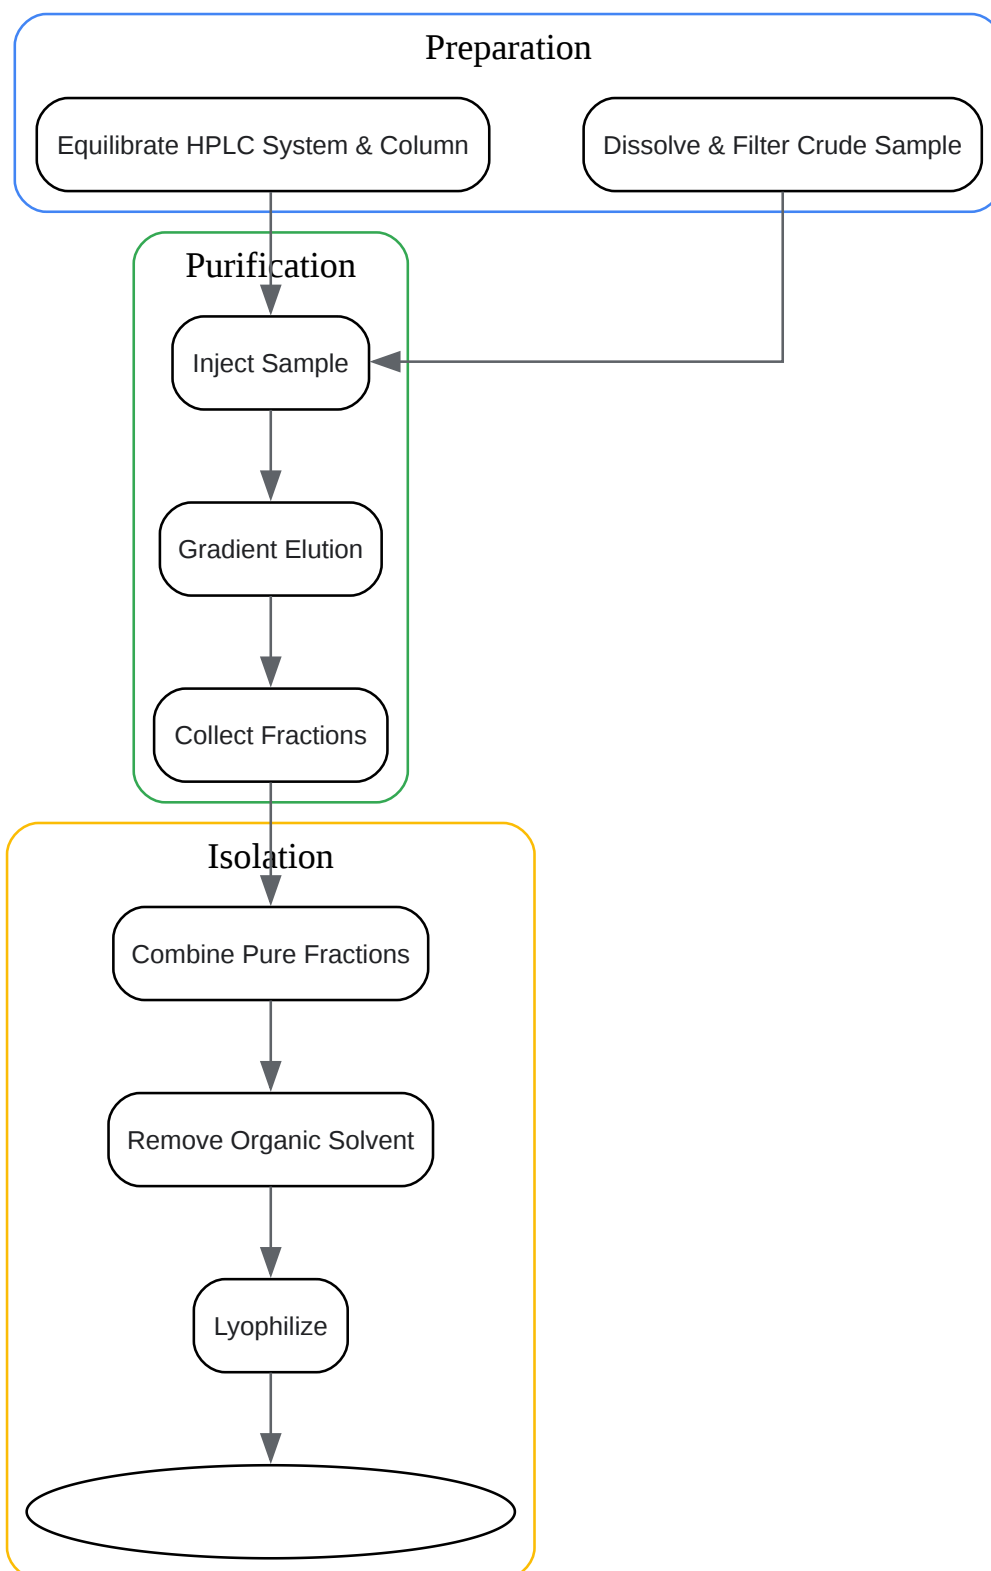 Preparation
Equilibrate HPLC System & Column
Dissolve & Filter Crude Sample
Purification
Inject Sample
Gradient Elution
Collect Fractions
Isolation
Combine Pure Fractions
Remove Organic Solvent
Lyophilize